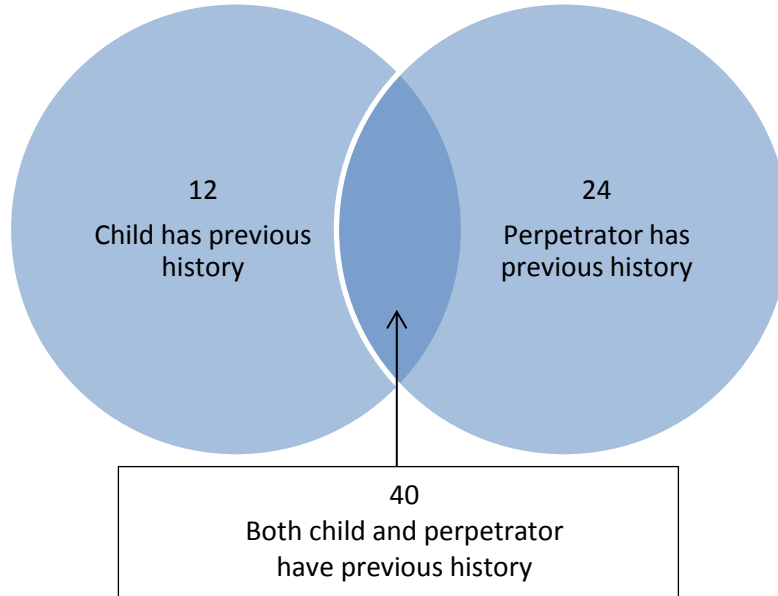 12
Child has previous
history
24
Perpetrator has
previous history
40
Both child and perpetrator
have previous history